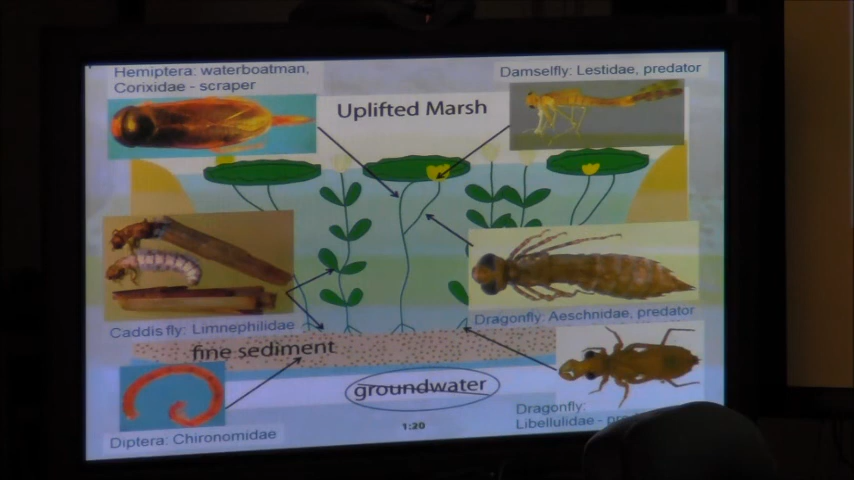 Hemiptera: waterboatman,
Corixidae - scraper
Damselfly: Lestidae, predator
Uplifted Marsh
Caddis fly: Limnephilidae
Dragonfly: Aeschnidae, predator
fine sediment
groundwater
Dragonfly:
Libellulidae -
Diptera: Chironomidae
1:20